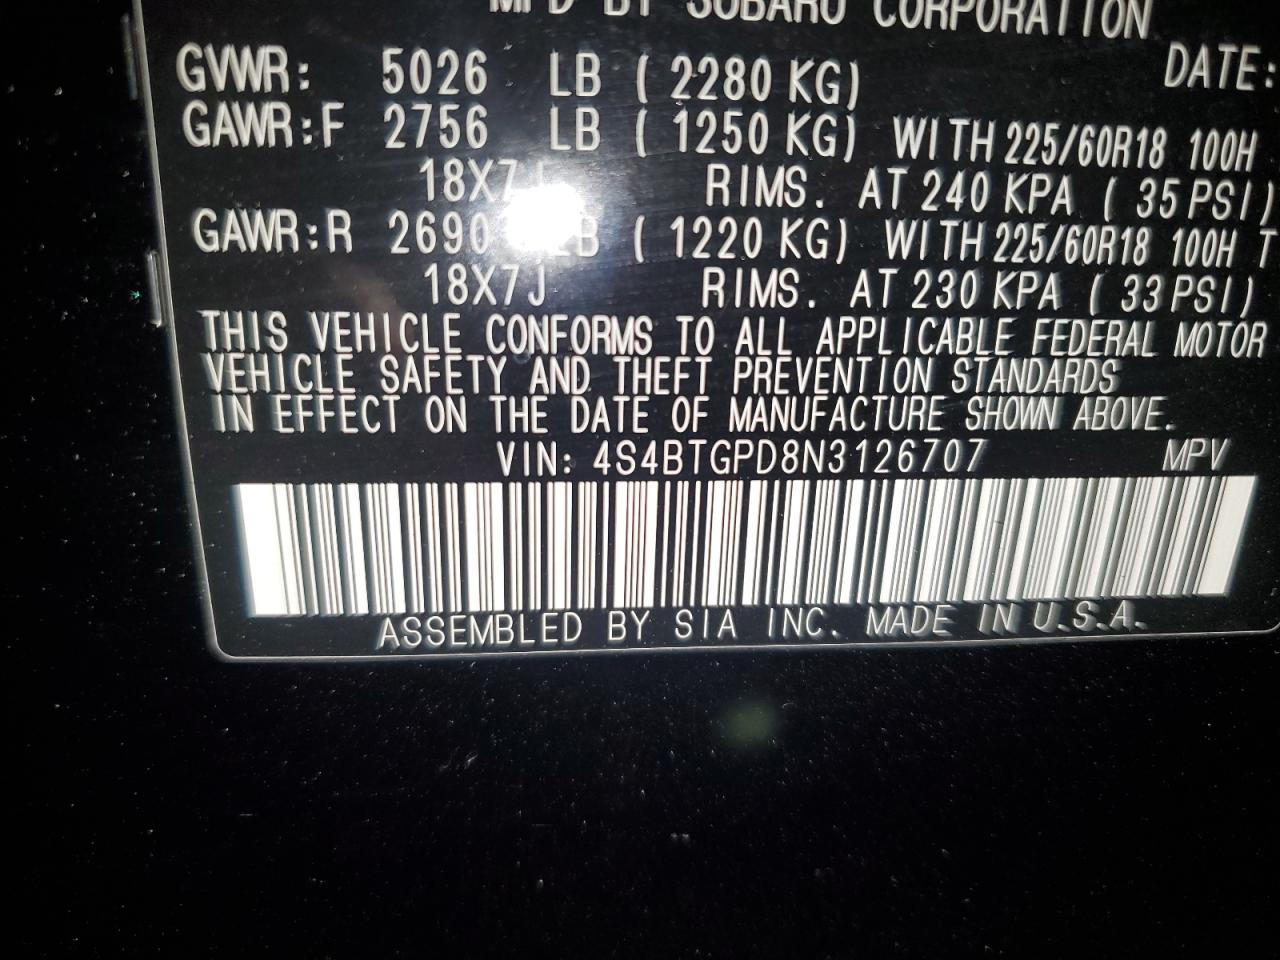 MFD BY SUBARU CORPORATION
DATE:
GVWR: 5026 LB ( 2280 KG)
GAWR:F 2756 LB ( 1250 KG) WITH 225/60R18 100H
18X7J RIMS. AT 240 KPA ( 35 PSI)
GAWR:R 2690 LB ( 1220 KG) WITH 225/60R18 100H T
18X7J RIMS. AT 230 KPA ( 33 PSI)
THIS VEHICLE CONFORMS TO ALL APPLICABLE FEDERAL MOTOR
VEHICLE SAFETY AND THEFT PREVENTION STANDARDS
IN EFFECT ON THE DATE OF MANUFACTURE SHOWN ABOVE.
VIN: 4S4BTGPD8N3126707 MPV
ASSEMBLED BY SIA INC. MADE IN U.S.A.